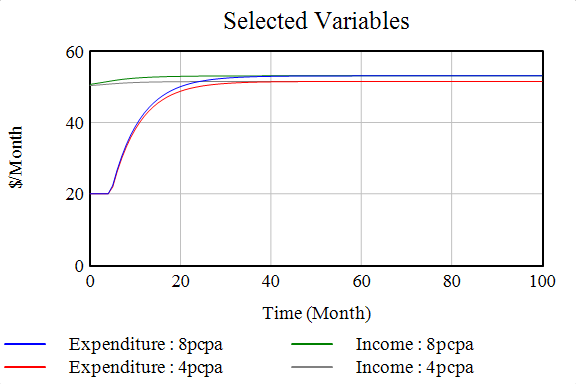 Selected Variables
60
40
20
0
$/Month
0 20 40 60 80 100
Time (Month)
Expenditure : 8pcpa Income : 8pcpa
Expenditure : 4pcpa Income : 4pcpa